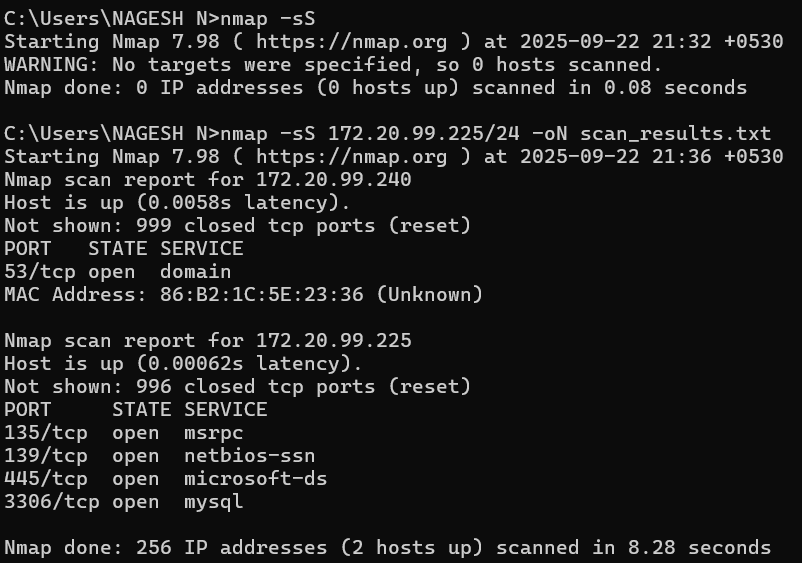 C:\Users\NAGESH N>nmap -sS
Starting Nmap 7.98 ( https://nmap.org ) at 2025-09-22 21:32 +0530
WARNING: No targets were specified, so 0 hosts scanned.
Nmap done: 0 IP addresses (0 hosts up) scanned in 0.08 seconds

C:\Users\NAGESH N>nmap -sS 172.20.99.225/24 -oN scan_results.txt
Starting Nmap 7.98 ( https://nmap.org ) at 2025-09-22 21:36 +0530
Nmap scan report for 172.20.99.240
Host is up (0.0058s latency).
Not shown: 999 closed tcp ports (reset)
PORT   STATE SERVICE
53/tcp open  domain
MAC Address: 86:B2:1C:5E:23:36 (Unknown)

Nmap scan report for 172.20.99.225
Host is up (0.00062s latency).
Not shown: 996 closed tcp ports (reset)
PORT     STATE SERVICE
135/tcp  open  msrpc
139/tcp  open  netbios-ssn
445/tcp  open  microsoft-ds
3306/tcp open  mysql

Nmap done: 256 IP addresses (2 hosts up) scanned in 8.28 seconds